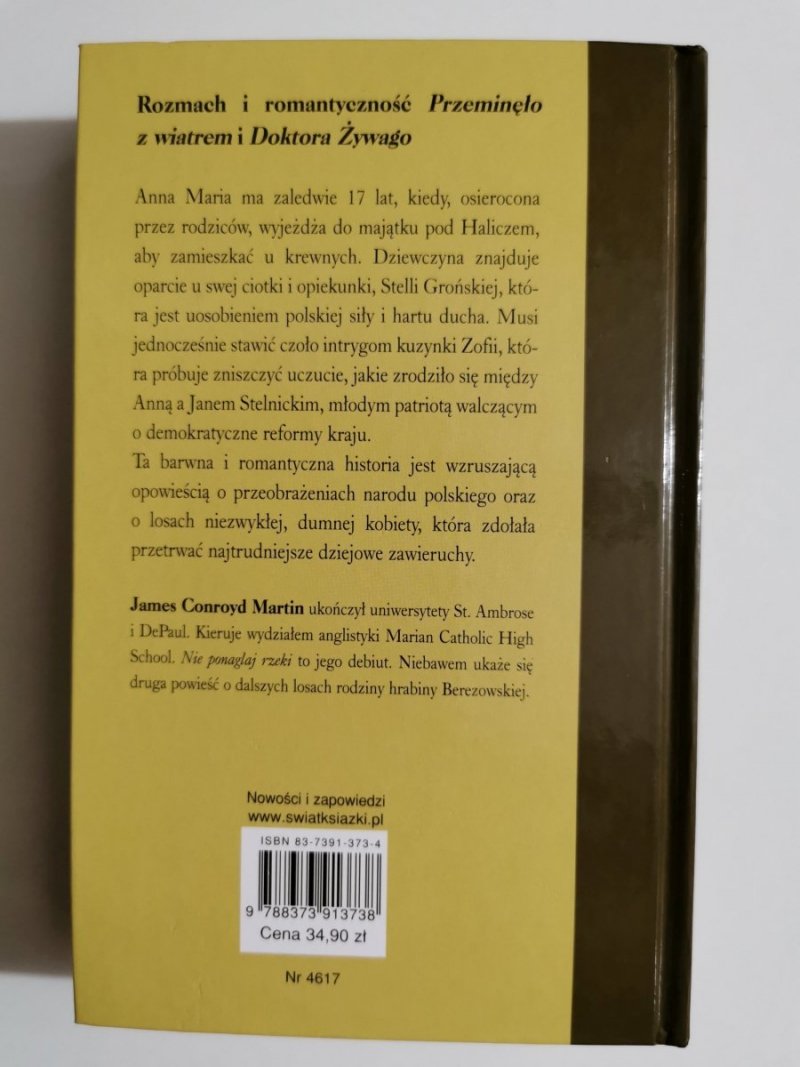 Rozmach i romantyczność Przeminęło
z wiatrem i Doktora Żywago
Anna Maria ma zaledwie 17 lat, kiedy, osierocona
przez rodziców, wyjeżdża do majątku pod Haliczem,
aby zamieszkać u krewnych. Dziewczyna znajduje
oparcie u swej ciotki i opiekunki, Stelli Grońskiej, któ-
ra jest uosobieniem polskiej siły i hartu ducha. Musi
jednocześnie stawić czoło intrygom kuzynki Zofii, któ-
ra próbuje zniszczyć uczucie, jakie zrodziło się między
Anną a Janem Stelnickim, młodym patriotą walczącym
o demokratyczne reformy kraju.
Ta barwna i romantyczna historia jest wzruszającą
opowieścią o przeobrażeniach narodu polskiego oraz
o losach niezwykłej, dumnej kobiety, która zdołała
przetrwać najtrudniejsze dziejowe zawieruchy.
James Conroyd Martin ukończył uniwersytety St. Ambrose
i DePaul. Kieruje wydziałem anglistyki Marian Catholic High
School. Nie ponaglaj rzeki to jego debiut. Niebawem ukaże się
druga powieść o dalszych losach rodziny hrabiny Berezowskiej.
Nowości i zapowiedzi
www.swiatksiazki.pl
ISBN 83-7391-373-4
9 788373 913738
Cena 34,90 zł
Nr 4617